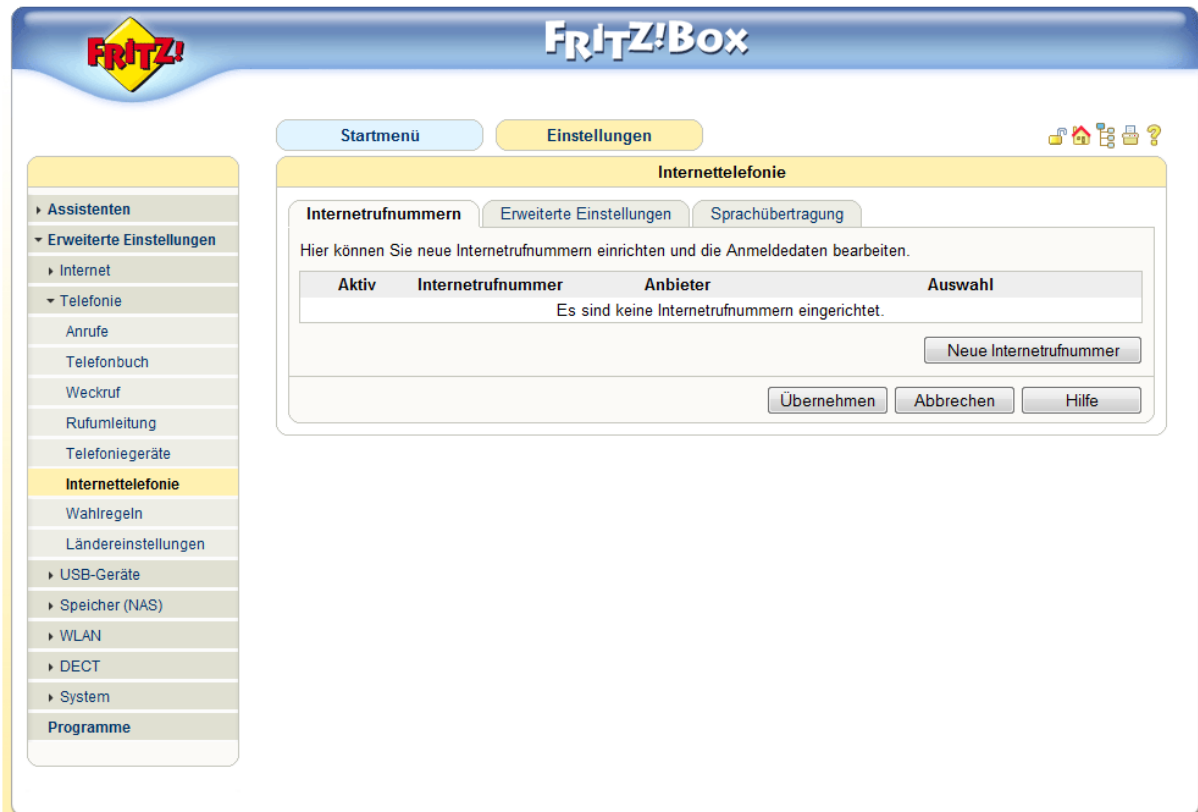 FRITZ!
FRITZ!BOX
Startmenü Einstellungen
Assistenten
Erweiterte Einstellungen
Internet
Telefonie
Anrufe
Telefonbuch
Weckruf
Rufumleitung
Telefoniegeräte
Internettelefonie
Wahlregeln
Ländereinstellungen
USB-Geräte
Speicher (NAS)
WLAN
DECT
System
Programme
Internettelefonie
Internetrufnummern Erweiterte Einstellungen Sprachübertragung
Hier können Sie neue Internetrufnummern einrichten und die Anmeldedaten bearbeiten.
Aktiv Internetrufnummer Anbieter Auswahl
Es sind keine Internetrufnummern eingerichtet.
Neue Internetrufnummer
Übernehmen Abbrechen Hilfe